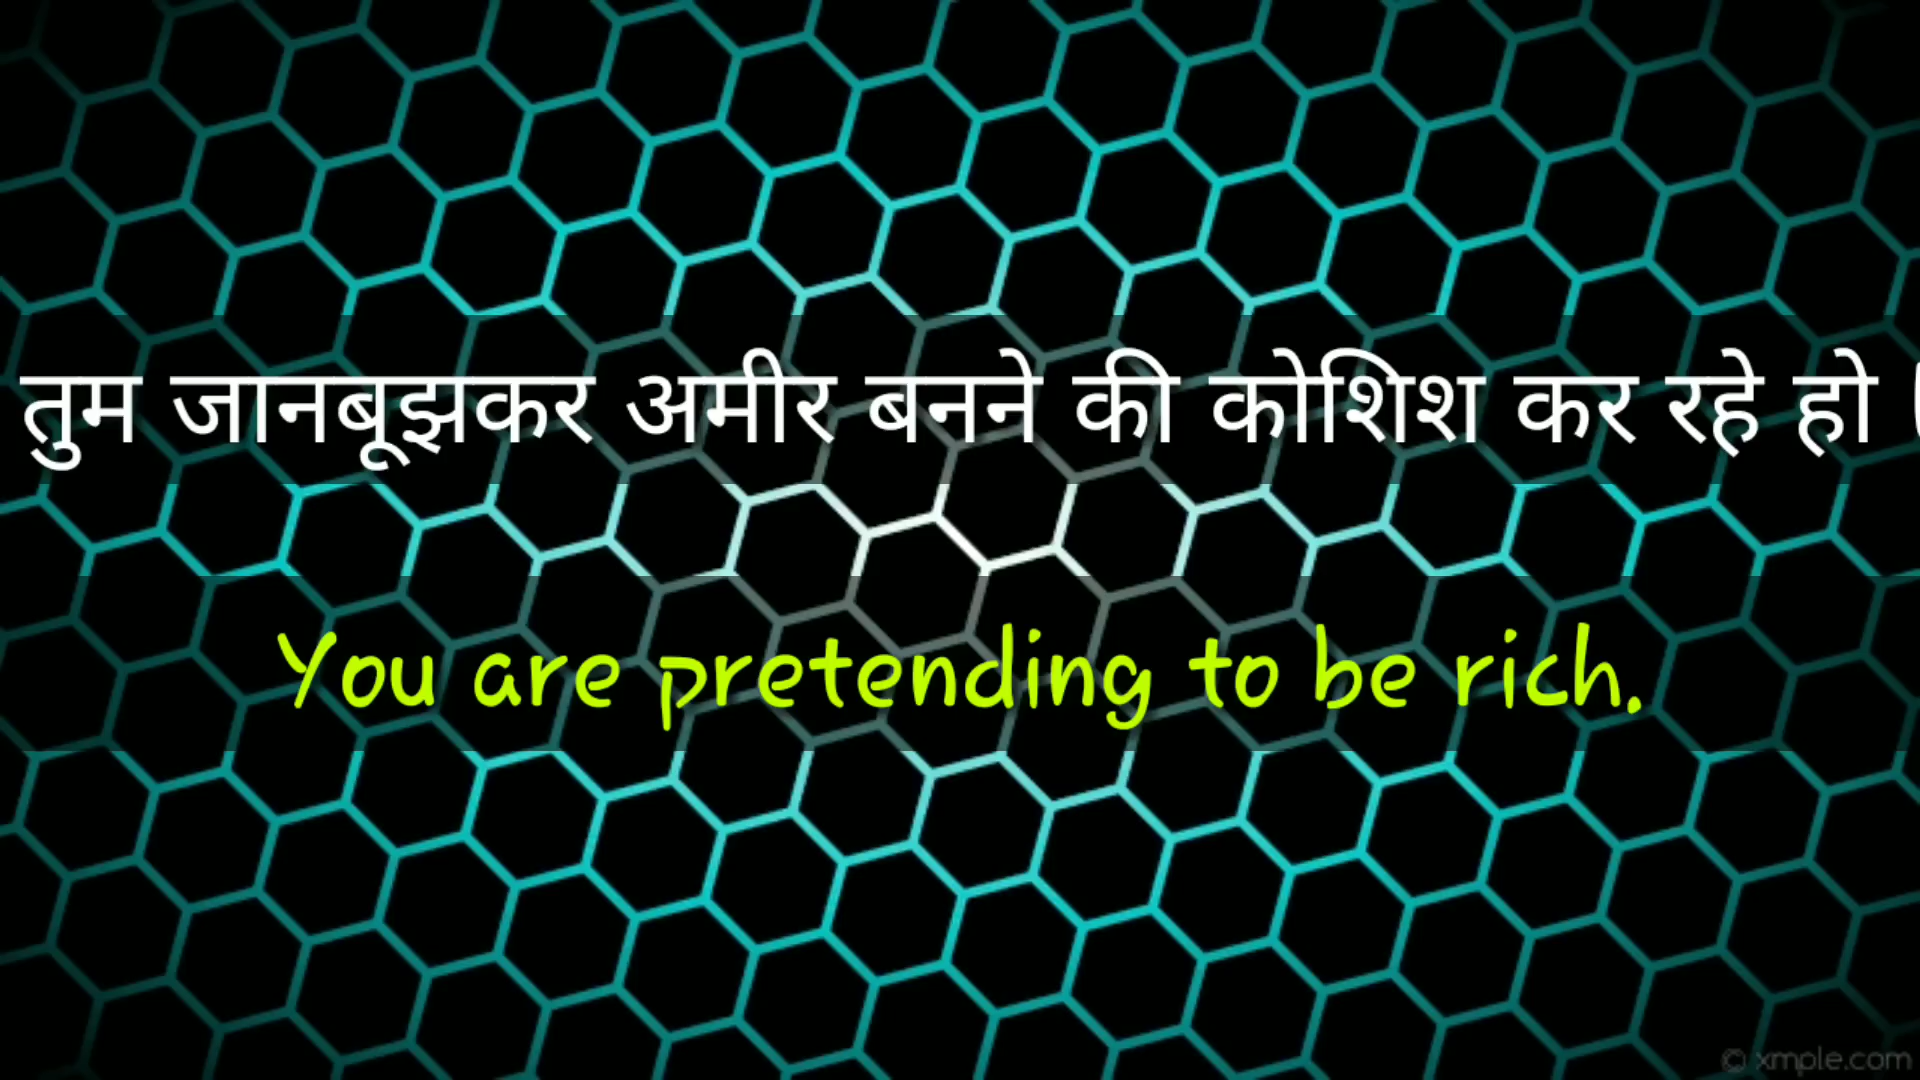 तुम जानबूझकर अमीर बनने की कोशिश कर रहे हो
You are pretending to be rich.
© xmple.com